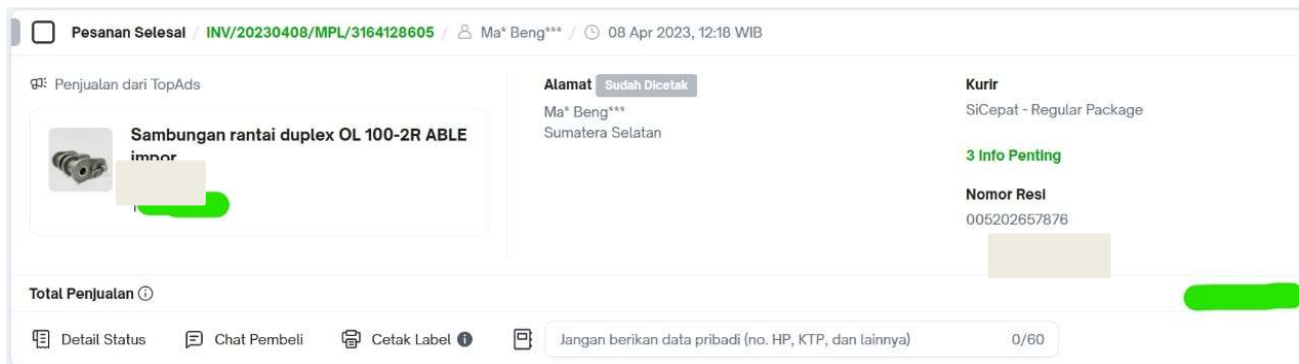 Pesanan Selesai / INV/20230408/MPL/3164128605 / Ma* Beng*** / 08 Apr 2023, 12:18 WIB
Penjualan dari TopAds
Sambungan rantai duplex OL 100-2R ABLE
impor
Alamat Sudah Dicetak
Ma* Beng***
Sumatera Selatan
Kurir
SiCepat - Regular Package
3 Info Penting
Nomor Resi
005202657876
Total Penjualan
Detail Status
Chat Pembeli
Cetak Label
Jangan berikan data pribadi (no. HP, KTP, dan lainnya)
0/60